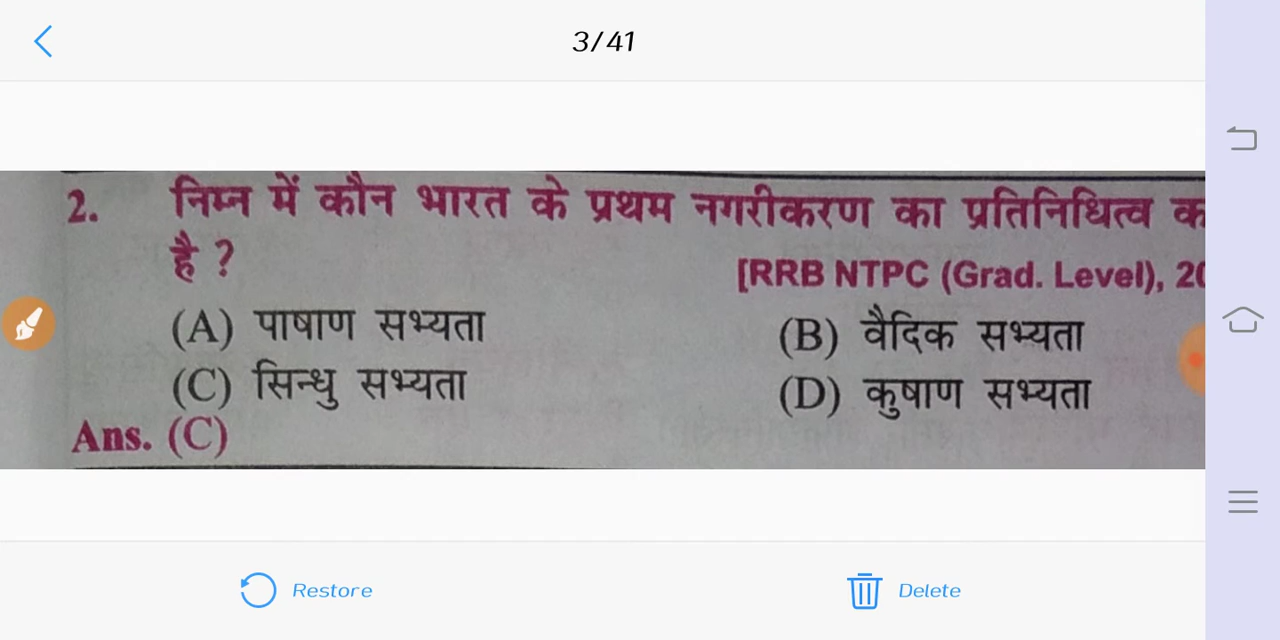 3/41
2. निम्न में कौन भारत के प्रथम नगरीकरण का प्रतिनिधित्व
है ?
[RRB NTPC (Grad. Level),
(A) पाषाण सभ्यता (B) वैदिक सभ्यता
(C) सिन्धु सभ्यता (D) कुषाण सभ्यता
Ans. (C)
Restore Delete